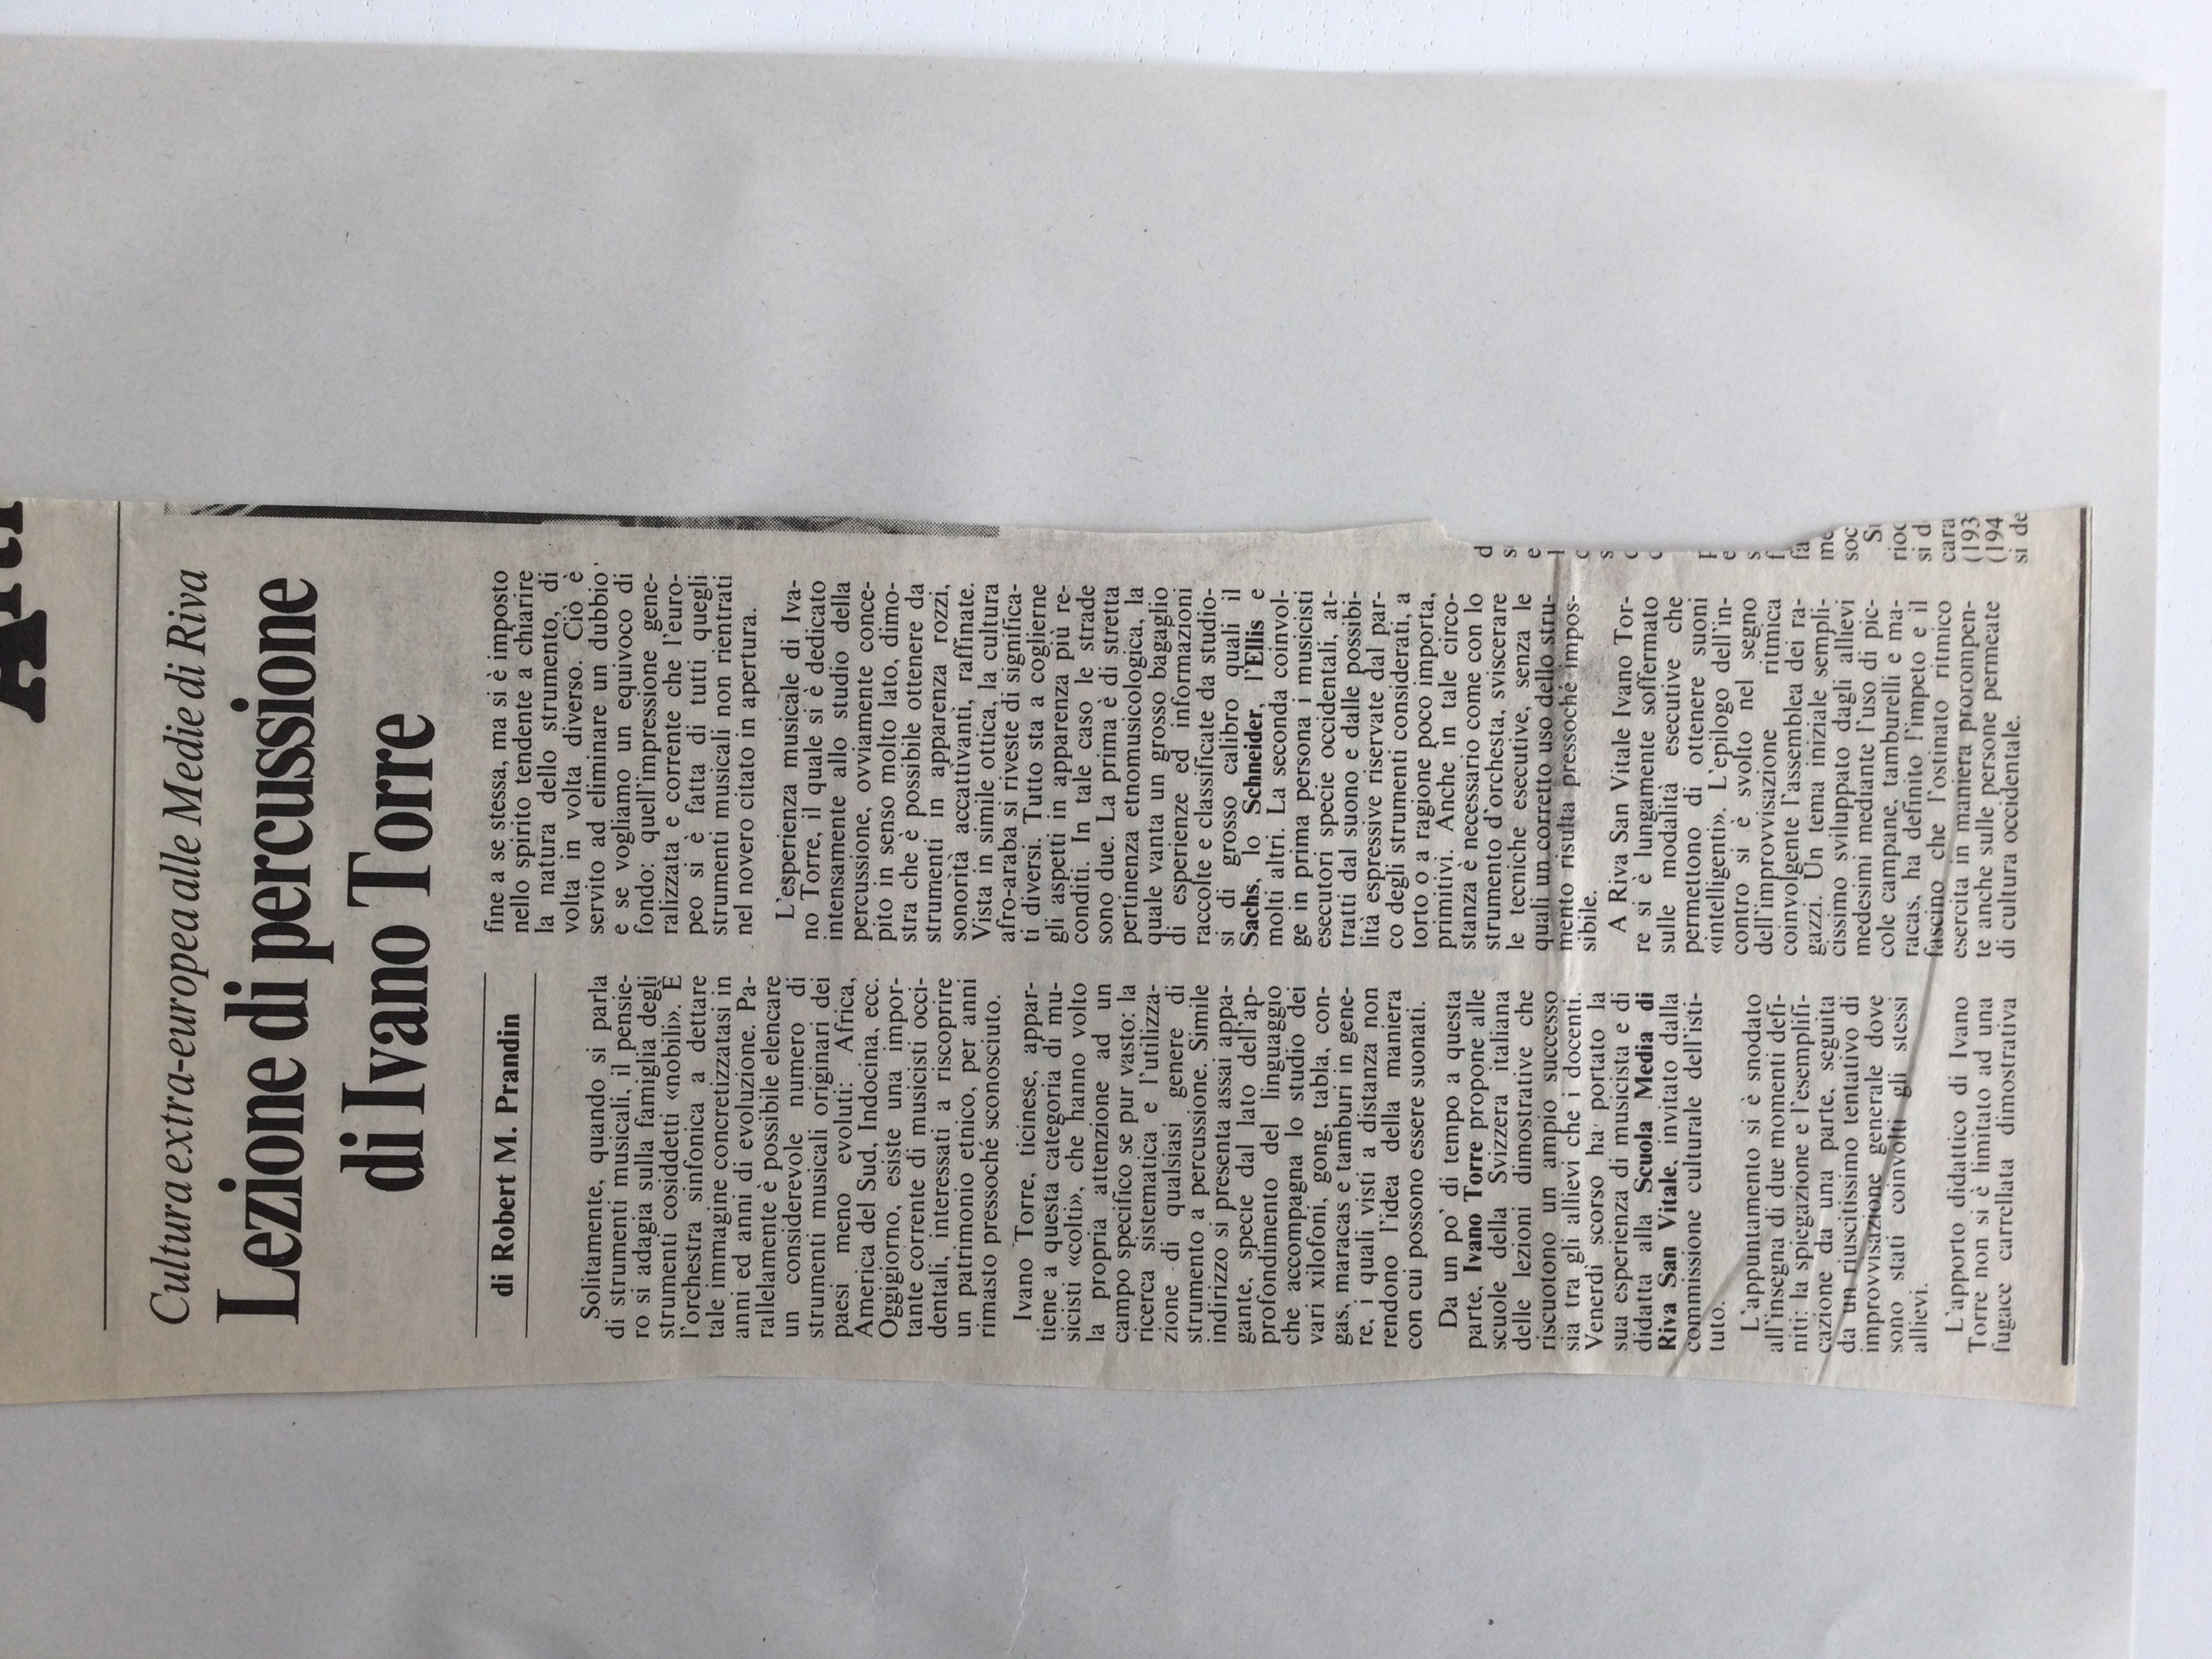 Cultura extra-europea alle Medie di Riva
Lezione di percussione
di Ivano Torre
di Robert M. Prandin
Solitamente, quando si parla
di strumenti musicali, il pensie-
ro si adagia sulla famiglia degli
strumenti cosiddetti «nobili». È
l'orchestra sinfonica a dettare
tale immagine concretizzatasi in
anni ed anni di evoluzione. Pa-
rallelamente è possibile elencare
un considerevole numero di
strumenti musicali originari dei
paesi meno evoluti: Africa,
America del Sud, Indocina, ecc.
Oggigiorno, esiste una impor-
tante corrente di musicisti occi-
dentali, interessati a riscoprire
un patrimonio etnico, per anni
rimasto pressoché sconosciuto.
Ivano Torre, ticinese, appar-
tiene a questa categoria di mu-
sicisti «colti», che hanno volto
la propria attenzione ad un
campo specifico se pur vasto: la
ricerca sistematica e l'utilizza-
zione di qualsiasi genere di
strumento a percussione. Simile
indirizzo si presenta assai appa-
gante, specie dal lato dell'ap-
profondimento del linguaggio
che accompagna lo studio dei
vari xilofoni, gong, tabla, con-
gas, maracas e tamburi in gene-
re, i quali visti a distanza non
rendono l'idea della maniera
con cui possono essere suonati.
Da un po' di tempo a questa
parte, Ivano Torre propone alle
scuole della Svizzera italiana
delle lezioni dimostrative che
riscuotono un ampio successo
sia tra gli allievi che i docenti.
Venerdì scorso ha portato la
sua esperienza di musicista e di
didatta alla Scuola Media di
Riva San Vitale, invitato dalla
commissione culturale dell'isti-
tuto.
L'appuntamento si è snodato
all'insegna di due momenti defi-
niti: la spiegazione e l'esemplifi-
cazione da una parte, seguita
da un riuscitissimo tentativo di
improvvisazione generale dove
sono stati coinvolti gli stessi
allievi.
L'apporto didattico di Ivano
Torre non si è limitato ad una
fugace carrellata dimostrativa
fine a se stessa, ma si è imposto
nello spirito tendente a chiarire
la natura dello strumento, di
volta in volta diverso. Ciò è
servito ad eliminare un dubbio
e se vogliamo un equivoco di
fondo: quell'impressione gene-
ralizzata e corrente che l'euro-
peo si è fatta di tutti quegli
strumenti musicali non rientrati
nel novero citato in apertura.
L'esperienza musicale di Iva-
no Torre, il quale si è dedicato
intensamente allo studio della
percussione, ovviamente conce-
pito in senso molto lato, dimo-
stra che è possibile ottenere da
strumenti in apparenza rozzi,
sonorità accattivanti, raffinate.
Vista in simile ottica, la cultura
afro-araba si riveste di significa-
ti diversi. Tutto sta a coglierne
gli aspetti in apparenza più re-
conditi. In tale caso le strade
sono due. La prima è di stretta
pertinenza etnomusicologica, la
quale vanta un grosso bagaglio
di esperienze ed informazioni
raccolte e classificate da studio-
si di grosso calibro quali il
Sachs, lo Schneider, l'Ellis e
molti altri. La seconda coinvol-
ge in prima persona i musicisti
esecutori specie occidentali, at-
tratti dal suono e dalle possibi-
lità espressive riservate dal par-
co degli strumenti considerati, a
torto o a ragione poco importa,
primitivi. Anche in tale circo-
stanza è necessario come con lo
strumento d'orchestra, sviscerare
le tecniche esecutive, senza le
quali un corretto uso dello stru-
mento risulta pressoché impos-
sibile.
A Riva San Vitale Ivano Tor-
re si è lungamente soffermato
sulle modalità esecutive che
permettono di ottenere suoni
«intelligenti». L'epilogo dell'in-
contro si è svolto nel segno
dell'improvvisazione ritmica
coinvolgente l'assemblea dei ra-
gazzi. Un tema iniziale sempli-
cissimo sviluppato dagli allievi
medesimi mediante l'uso di pic-
cole campane, tamburelli e ma-
racas, ha definito l'impeto e il
fascino che l'ostinato ritmico
esercita in maniera prorompen-
te anche sulle persone permeate
di cultura occidentale.
fa
me
soc
rioc
si d
cara
(193
(194
si de